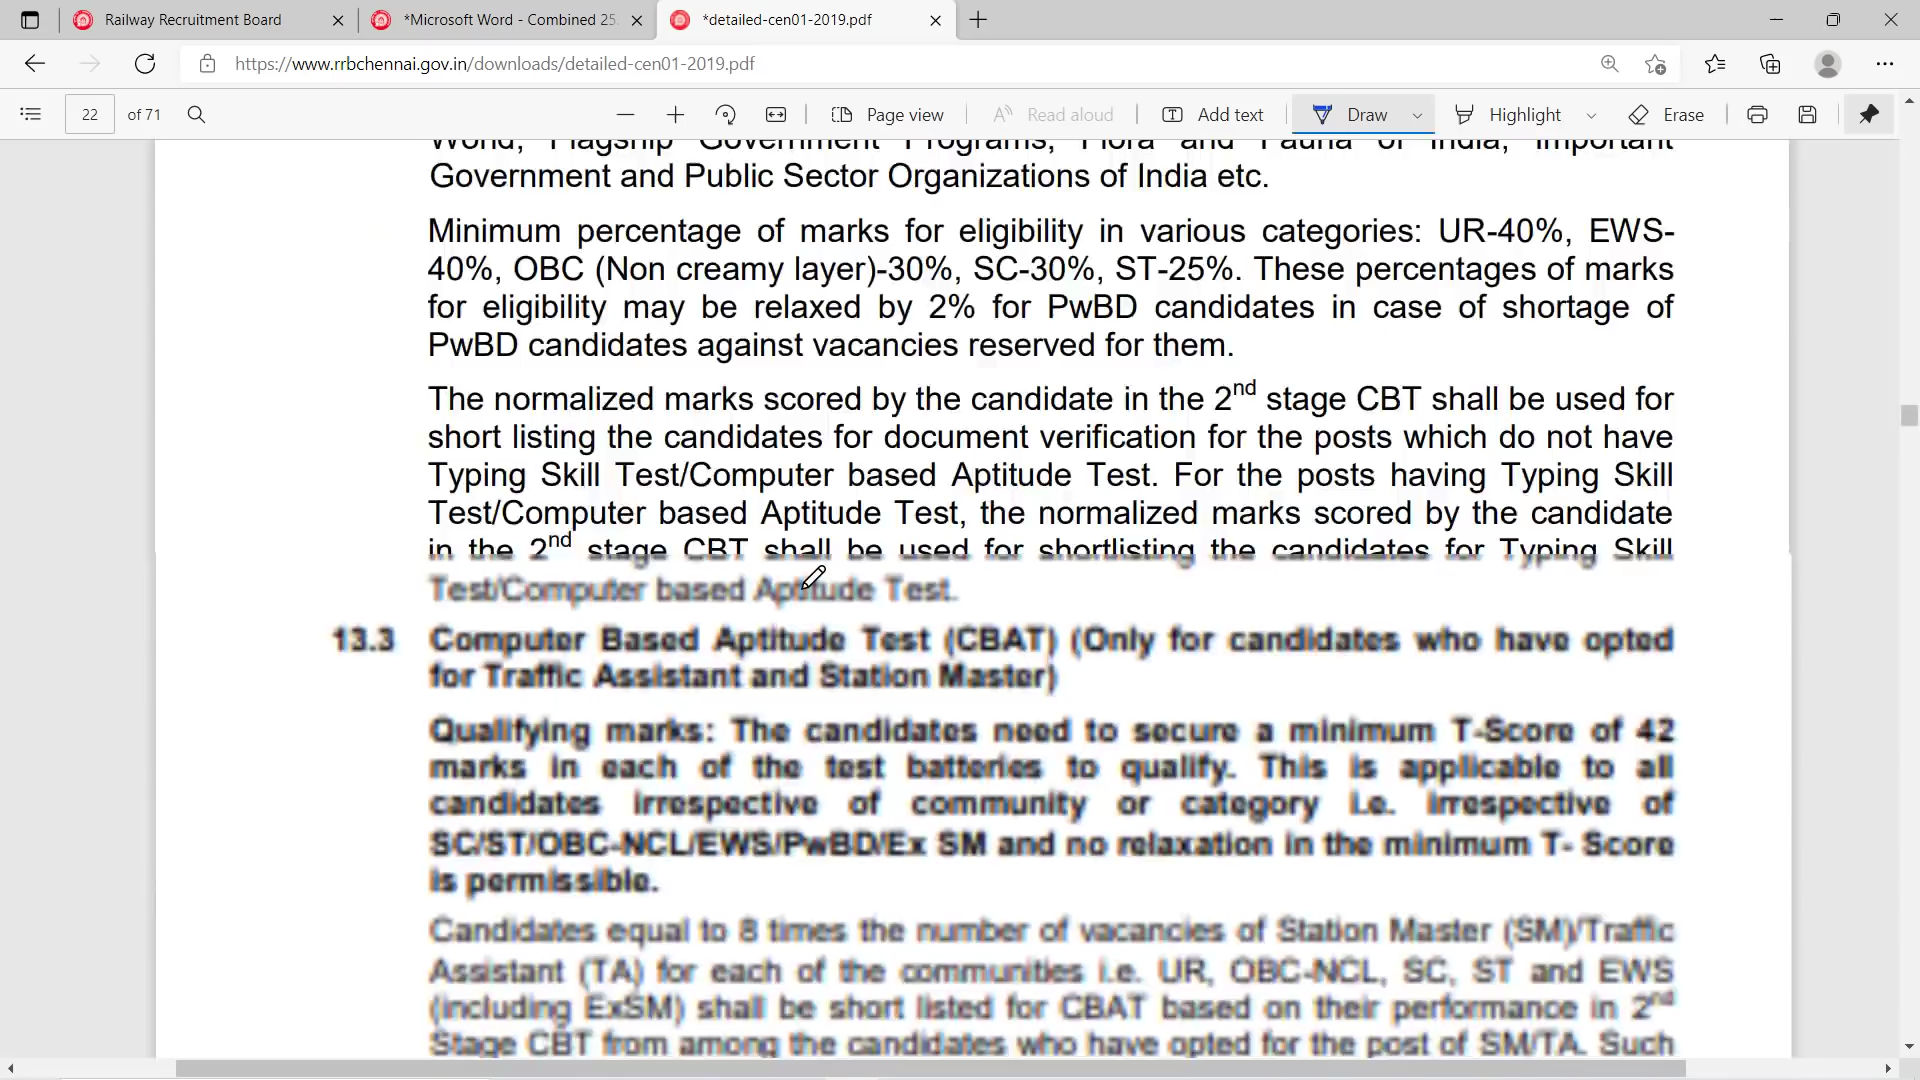 Railway Recruitment Board
*Microsoft Word - Combined 25
*detailed-cen01-2019.pdf
https://www.rrbchennai.gov.in/downloads/detailed-cen01-2019.pdf
22 of 71 Page view Read aloud Add text Draw Highlight Erase
World, Flagship Government Programs, Flora and Fauna of India, Important
Government and Public Sector Organizations of India etc.
Minimum percentage of marks for eligibility in various categories: UR-40%, EWS-
40%, OBC (Non creamy layer)-30%, SC-30%, ST-25%. These percentages of marks
for eligibility may be relaxed by 2% for PwBD candidates in case of shortage of
PwBD candidates against vacancies reserved for them.
The normalized marks scored by the candidate in the 2nd stage CBT shall be used for
short listing the candidates for document verification for the posts which do not have
Typing Skill Test/Computer based Aptitude Test. For the posts having Typing Skill
Test/Computer based Aptitude Test, the normalized marks scored by the candidate
in the 2nd stage CBT shall be used for shortlisting the candidates for Typing Skill
Test/Computer based Aptitude Test.
13.3 Computer Based Aptitude Test (CBAT) (Only for candidates who have opted
for Traffic Assistant and Station Master)
Qualifying marks: The candidates need to secure a minimum T-Score of 42
marks in each of the test batteries to qualify. This is applicable to all
candidates irrespective of community or category i.e. irrespective of
SC/ST/OBC-NCL/EWS/PwBD/Ex SM and no relaxation in the minimum T- Score
is permissible.
Candidates equal to 8 times the number of vacancies of Station Master (SM)/Traffic
Assistant (TA) for each of the communities i.e. UR, OBC-NCL, SC, ST and EWS
(including ExSM) shall be short listed for CBAT based on their performance in 2nd
Stage CBT from among the candidates who have opted for the post of SM/TA. Such